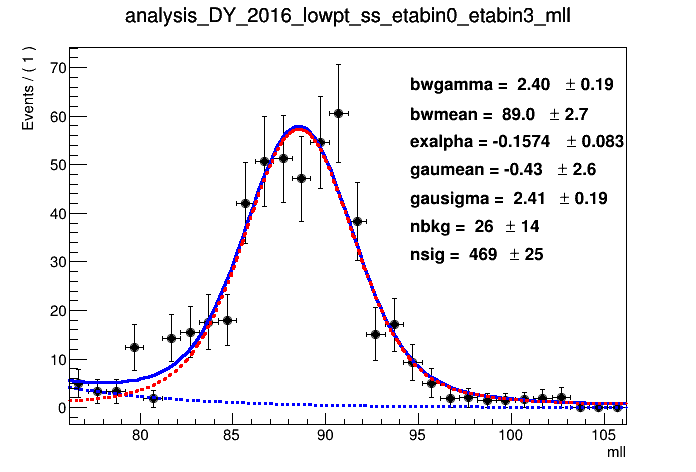 analysis_DY_2016_lowpt_ss_etabin0_etabin3_mll
Events / ( 1 )
70
60
50
40
30
20
10
0
bwgamma = 2.40 ± 0.19
bwmean = 89.0 ± 2.7
exalpha = -0.1574 ± 0.083
gaumean = -0.43 ± 2.6
gausigma = 2.41 ± 0.19
nbkg = 26 ± 14
nsig = 469 ± 25
80 85 90 95 100 105
mll